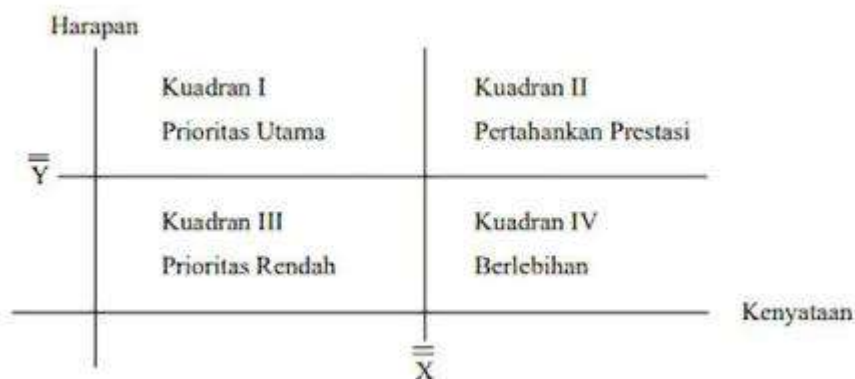 Harapan
Kuadran I
Prioritas Utama
Kuadran II
Pertahankan Prestasi
Y
Kuadran III
Prioritas Rendah
Kuadran IV
Berlebihan
Kenyataan
X